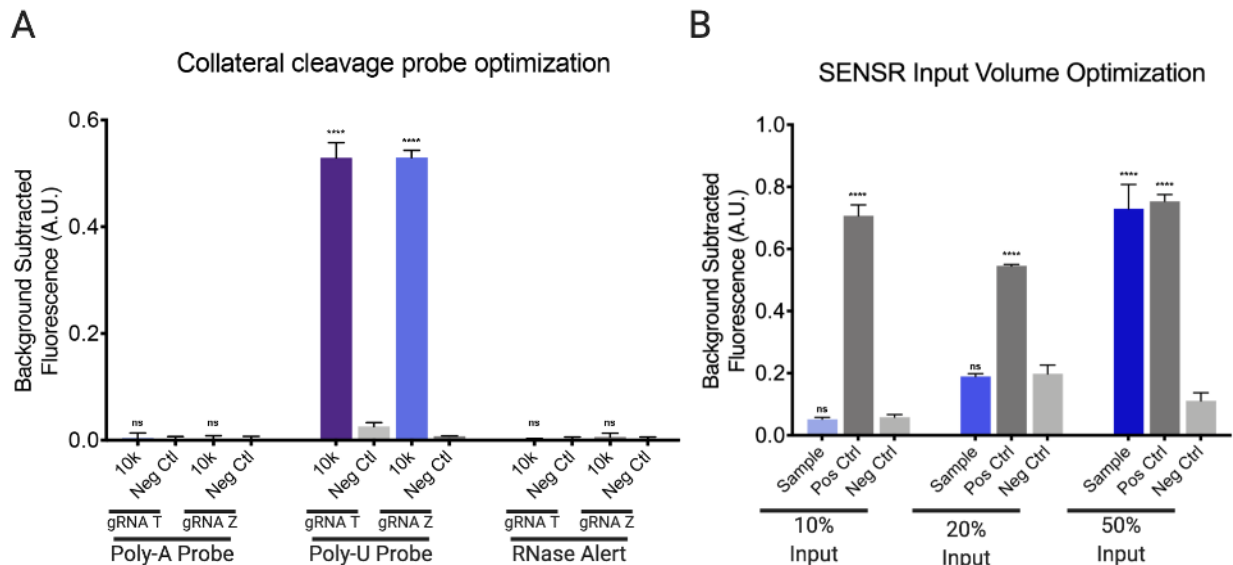 A
Collateral cleavage probe optimization
Background Subtracted
Fluorescence (A.U.)
0.6
0.4
0.2
0.0
ns
ns
****
****
ns
ns
10k
Neg Ctl
10k
Neg Ctl
10k
Neg Ctl
10k
Neg Ctl
10k
Neg Ctl
10k
Neg Ctl
gRNA T
gRNA Z
gRNA T
gRNA Z
gRNA T
gRNA Z
Poly-A Probe
Poly-U Probe
RNase Alert
B
SENSR Input Volume Optimization
Background Subtracted
Fluorescence (A.U.)
1.0
0.8
0.6
0.4
0.2
0.0
ns
****
ns
****
****
****
Sample
Pos Ctrl
Neg Ctrl
Sample
Pos Ctrl
Neg Ctrl
Sample
Pos Ctrl
Neg Ctrl
10%
Input
20%
Input
50%
Input